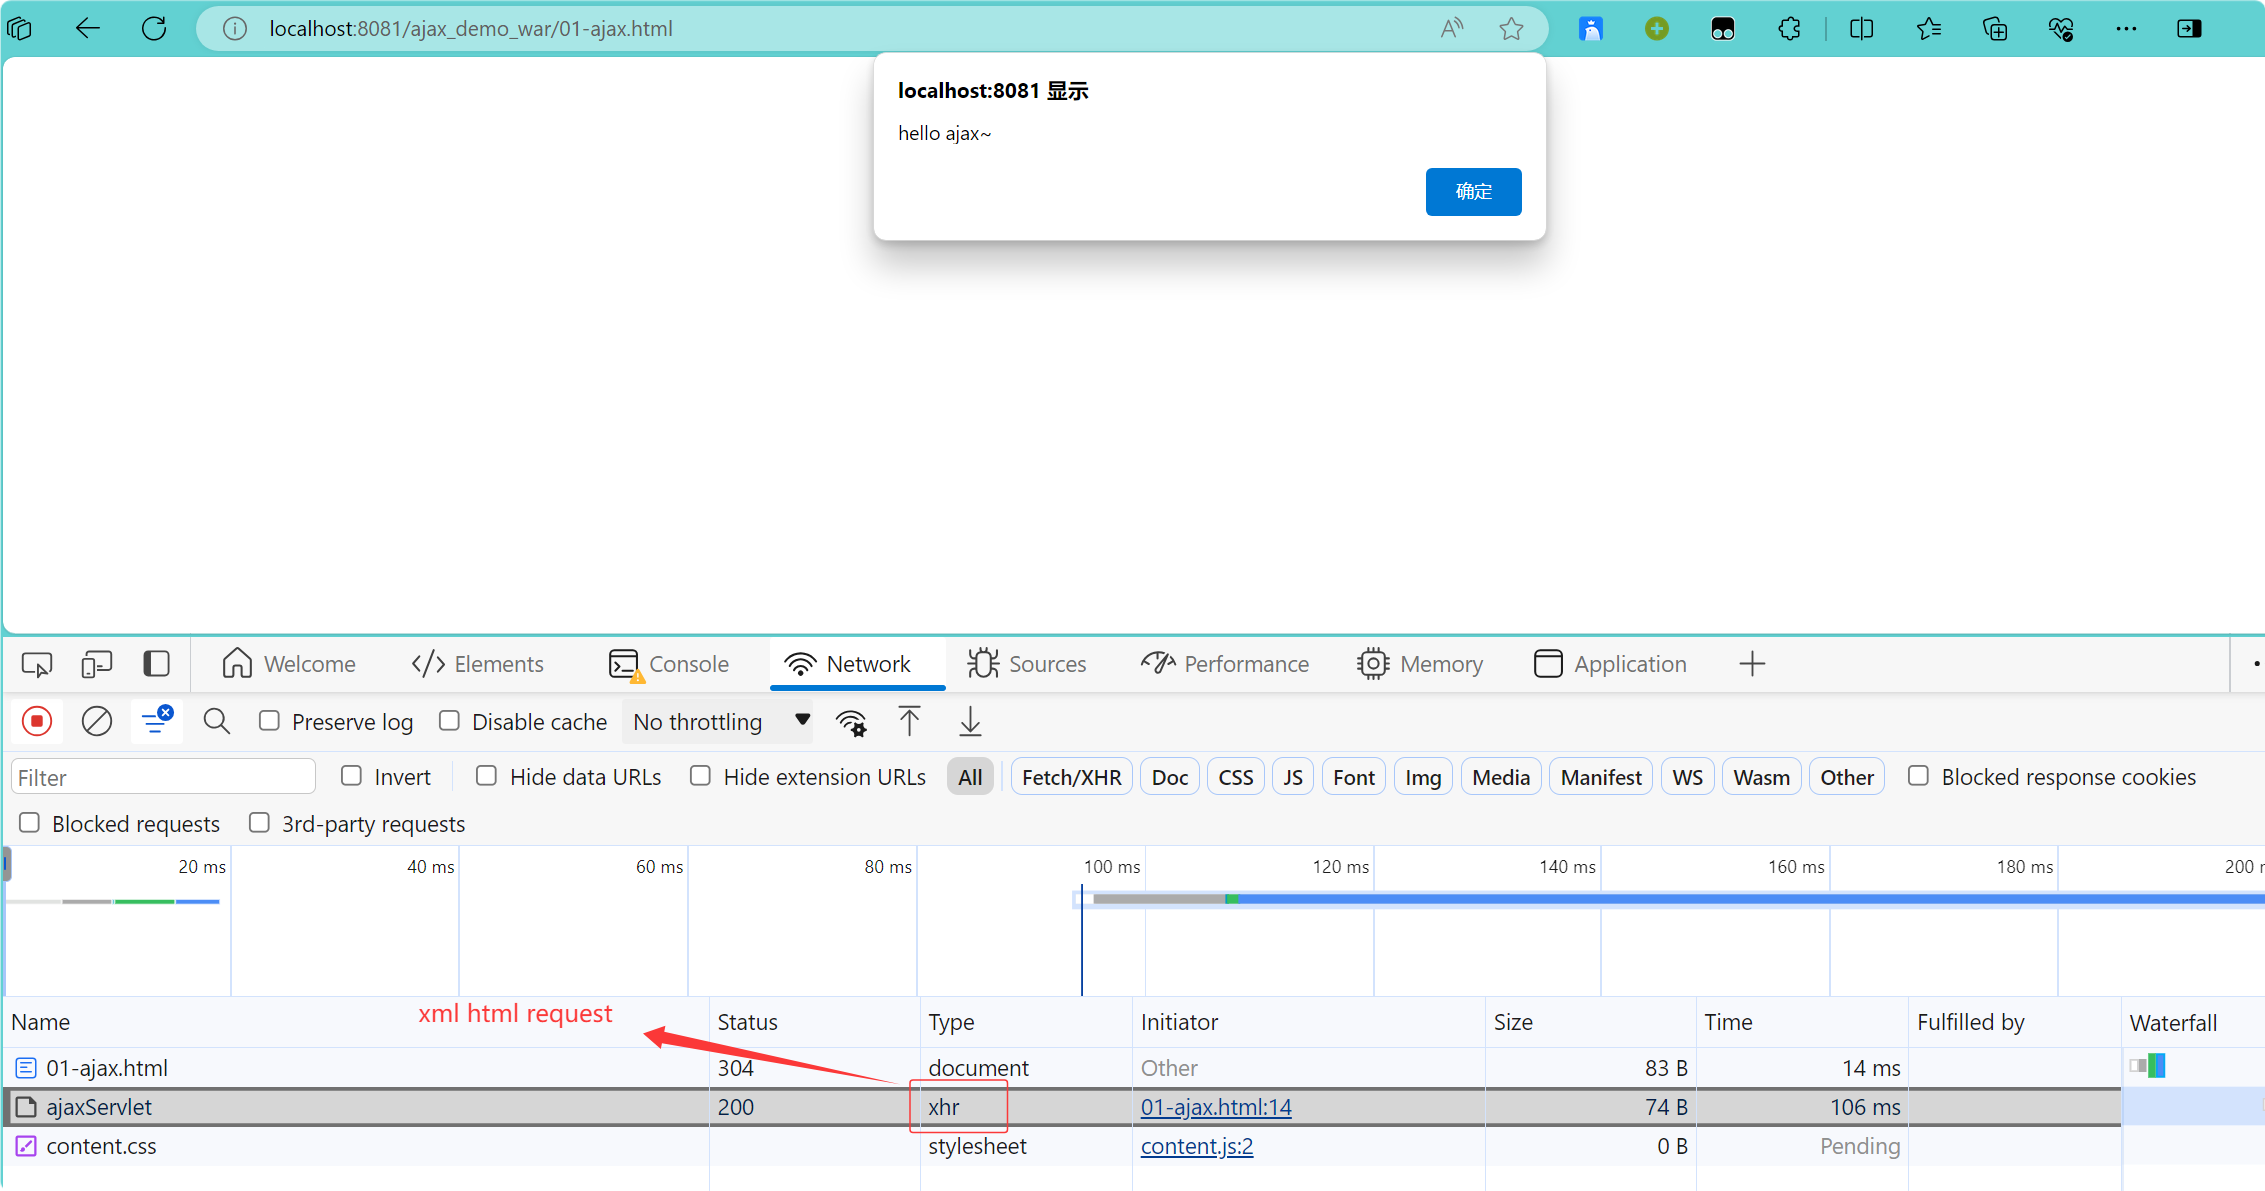 localhost:8081/ajax_demo_war/01-ajax.html
localhost:8081 显示
hello ajax~
确定
Welcome Elements Console Network Sources Performance Memory Application
Preserve log Disable cache No throttling
Filter Invert Hide data URLs Hide extension URLs All Fetch/XHR Doc CSS JS Font Img Media Manifest WS Wasm Other Blocked response cookies
Blocked requests 3rd-party requests
20 ms 40 ms 60 ms 80 ms 100 ms 120 ms 140 ms 160 ms 180 ms 200
xml html request
Name Status Type Initiator Size Time Fulfilled by Waterfall
01-ajax.html 304 document Other 83 B 14 ms
ajaxServlet 200 xhr 01-ajax.html:14 74 B 106 ms
content.css stylesheet content.js:2 0 B Pending